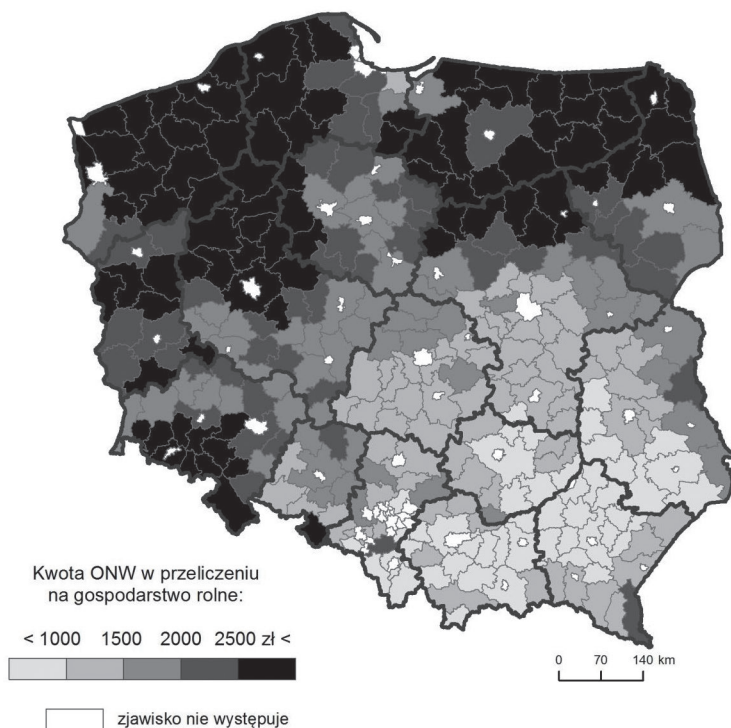 Kwota ONW w przeliczeniu
na gospodarstwo rolne:
< 1000 1500 2000 2500 zł <
0 70 140 km
zjawisko nie występuje